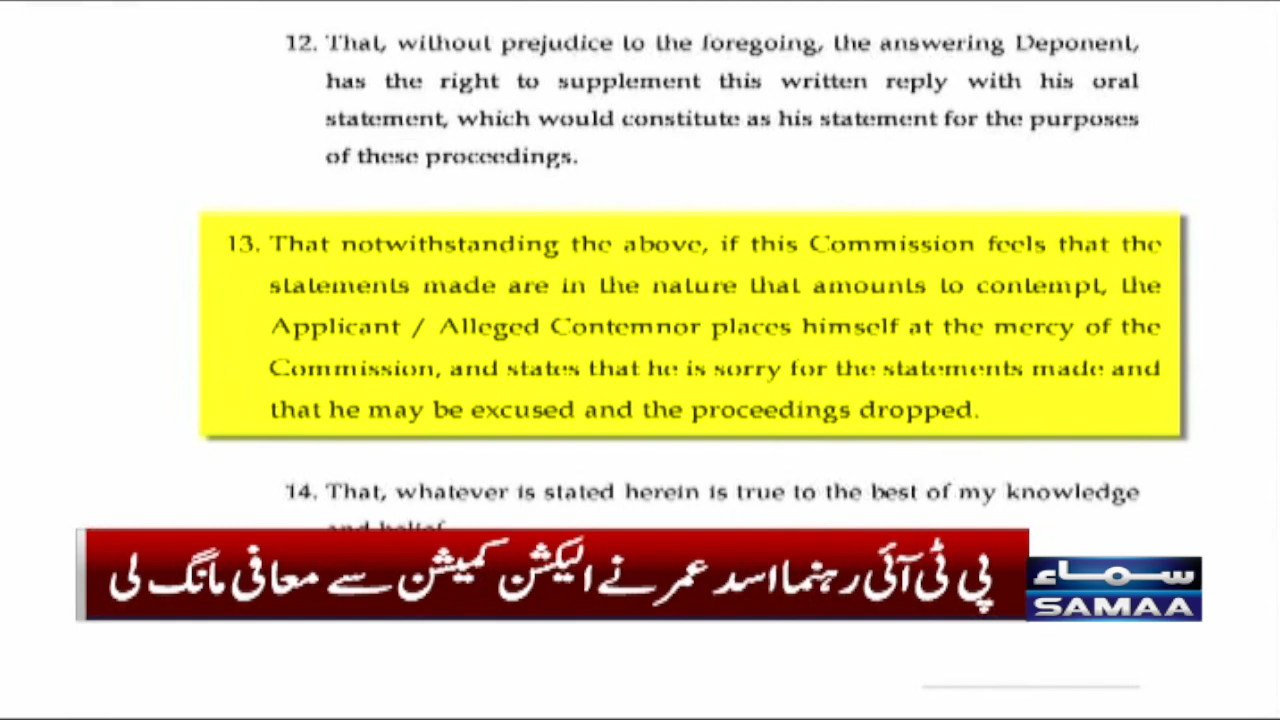 12. That, without prejudice to the foregoing, the answering Deponent,
has the right to supplement this written reply with his oral
statement, which would constitute as his statement for the purposes
of these proceedings.
13. That notwithstanding the above, if this Commission feels that the
statements made are in the nature that amounts to contempt, the
Applicant / Alleged Contemnor places himself at the mercy of the
Commission, and states that he is sorry for the statements made and
that he may be excused and the proceedings dropped.
14. That, whatever is stated herein is true to the best of my knowledge
and belief
پی ٹی آئی رہنما اسد عمر نے الیکشن کمیشن سے معافی مانگ لی
سماء
SAMAA